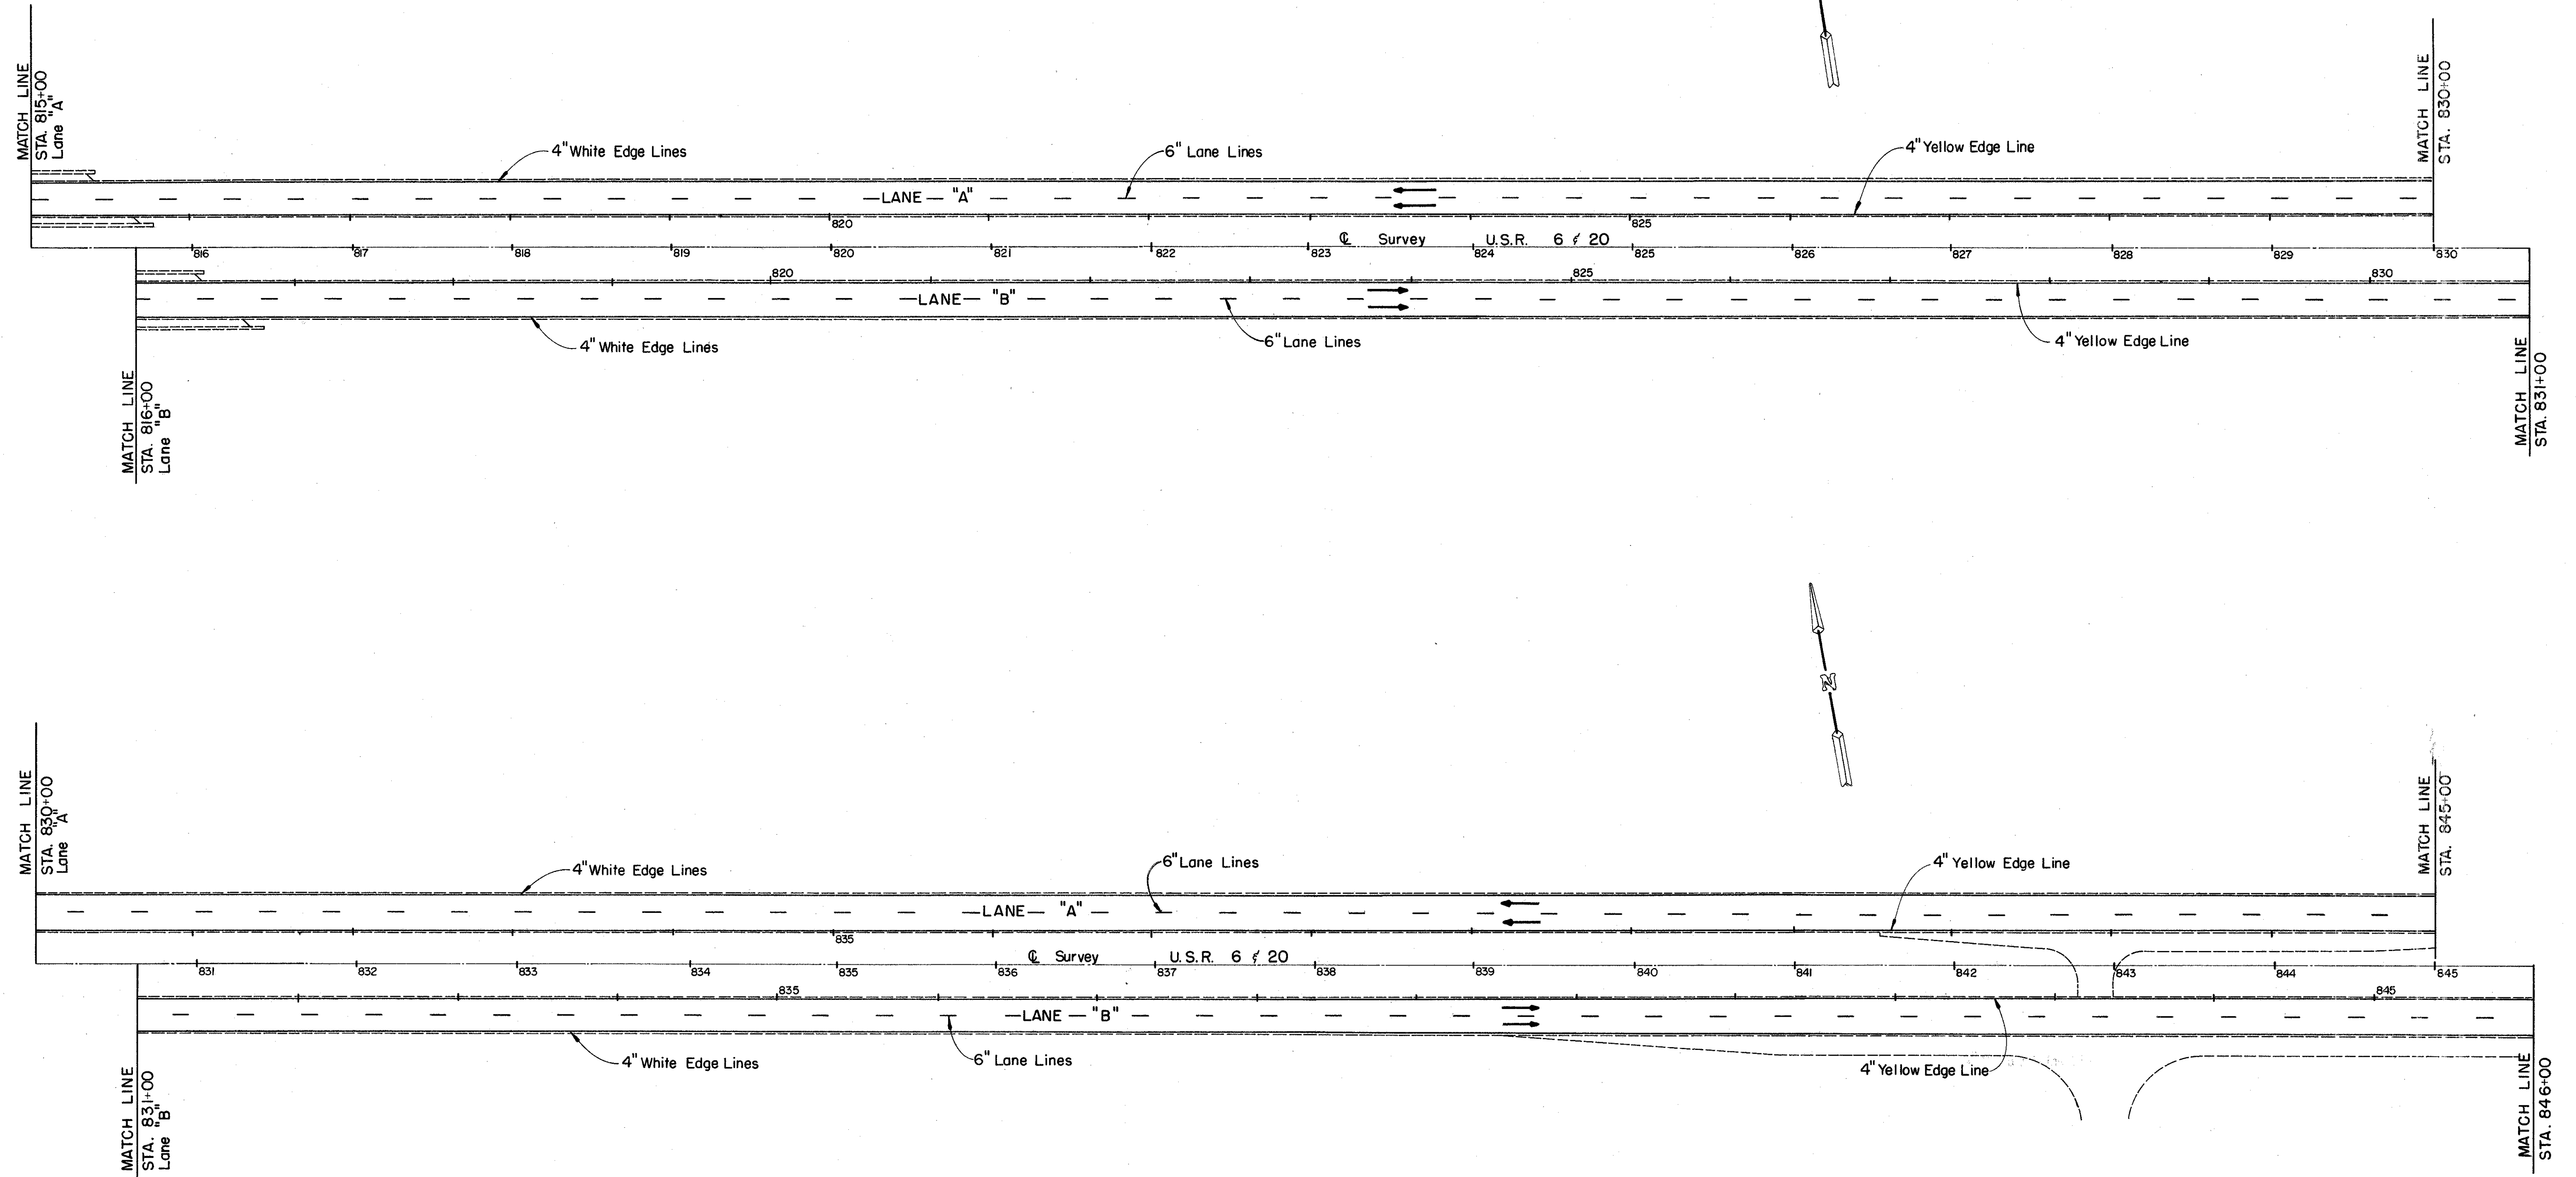 MATCH LINE
STA. 815+00
Lane "A"
MATCH LINE
STA. 830+00
4" White Edge Lines
6" Lane Lines
4" Yellow Edge Line
LANE "A"
820
825
℄ Survey U.S.R. 6 & 20
816 817 818 819 820 821 822 823 824 825 826 827 828 829 830
820
825
830
LANE "B"
4" White Edge Lines
6" Lane Lines
4" Yellow Edge Line
MATCH LINE
STA. 816+00
Lane "B"
MATCH LINE
STA. 831+00
N
MATCH LINE
STA. 830+00
Lane "A"
MATCH LINE
STA. 845+00
4" White Edge Lines
6" Lane Lines
4" Yellow Edge Line
LANE "A"
835
℄ Survey U.S.R. 6 & 20
831 832 833 834 835 836 837 838 839 840 841 842 843 844 845
835
845
LANE "B"
4" White Edge Lines
6" Lane Lines
4" Yellow Edge Line
MATCH LINE
STA. 831+00
Lane "B"
MATCH LINE
STA. 846+00